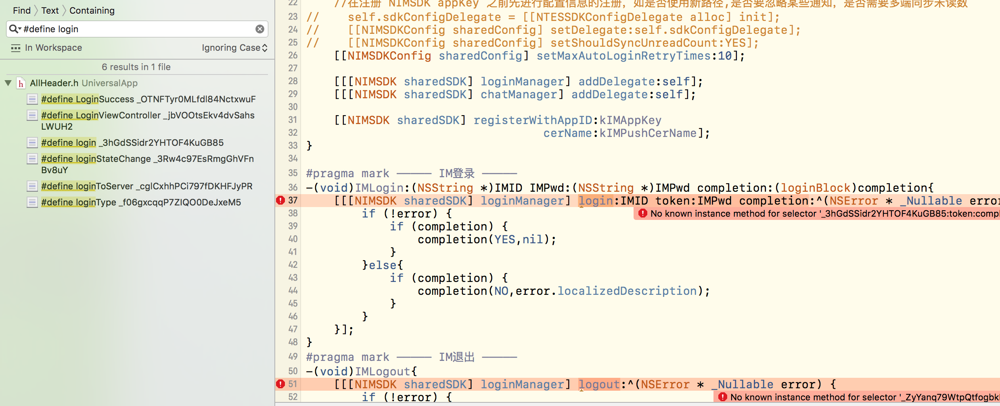 Find 〉 Text 〉 Containing
#define login
In Workspace
Ignoring Case
6 results in 1 file
AllHeader.h UniversalApp
#define LoginSuccess _OTNFTyr0MLfdl84NctxwuF
#define LoginViewController _jbVOOtsEkv4dvSahs
LWUH2
#define login _3hGdSSidr2YHTOF4KuGB85
#define loginStateChange _3Rw4c97EsRmgGhVFn
Bv8uY
#define loginToServer _cglCxhhPCi797fDKHFJyPR
#define loginType _f06gxcqqP7ZIQO0DeJxeM5
22 //在注册 NIMSDK appKey 之前先进行配置信息的注册，如是否使用新路径,是否要忽略某些通知，是否需要多端同步未读数
23 // self.sdkConfigDelegate = [[NTESSDKConfigDelegate alloc] init];
24 // [[NIMSDKConfig sharedConfig] setDelegate:self.sdkConfigDelegate];
25 // [[NIMSDKConfig sharedConfig] setShouldSyncUnreadCount:YES];
26 [[NIMSDKConfig sharedConfig] setMaxAutoLoginRetryTimes:10];
27
28 [[[NIMSDK sharedSDK] loginManager] addDelegate:self];
29 [[[NIMSDK sharedSDK] chatManager] addDelegate:self];
30
31 [[NIMSDK sharedSDK] registerWithAppID:kIMAppKey
32 cerName:kIMPushCerName];
33 }
34
35 #pragma mark ————— IM登录 —————
36 -(void)IMLogin:(NSString *)IMID IMPwd:(NSString *)IMPwd completion:(loginBlock)completion{
37 [[[NIMSDK sharedSDK] loginManager] login:IMID token:IMPwd completion:^(NSError * _Nullable error
38 if (!error) {
No known instance method for selector '_3hGdSSidr2YHTOF4KuGB85:token:compl
39 if (completion) {
40 completion(YES,nil);
41 }
42 }else{
43 if (completion) {
44 completion(NO,error.localizedDescription);
45 }
46 }
47 }];
48 }
49 #pragma mark ————— IM退出 —————
50 -(void)IMLogout{
51 [[[NIMSDK sharedSDK] loginManager] logout:^(NSError * _Nullable error) {
52 if (!error) {
No known instance method for selector '_ZyYanq79WtpQtfogbk